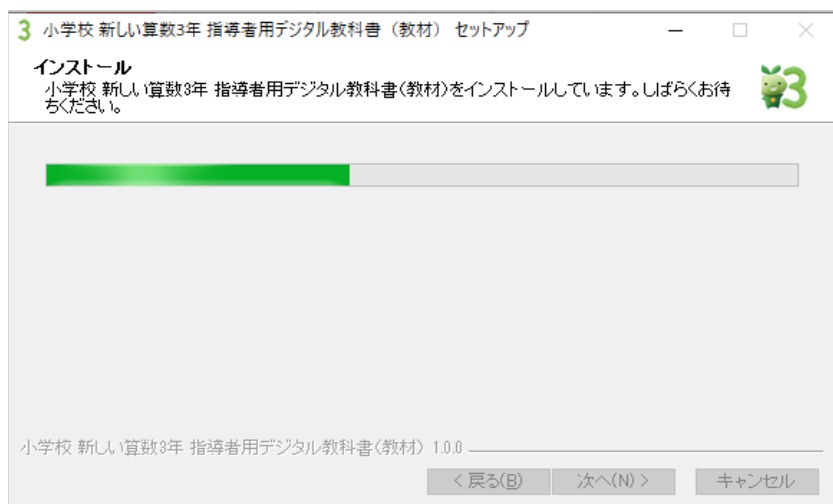 3 小学校 新しい算数3年 指導者用デジタル教科書（教材） セットアップ
インストール
小学校 新しい算数3年 指導者用デジタル教科書(教材)をインストールしています。しばらくお待
ちください。
3
小学校 新しい算数3年 指導者用デジタル教科書(教材) 1.0.0
< 戻る(B) 次へ(N) > キャンセル